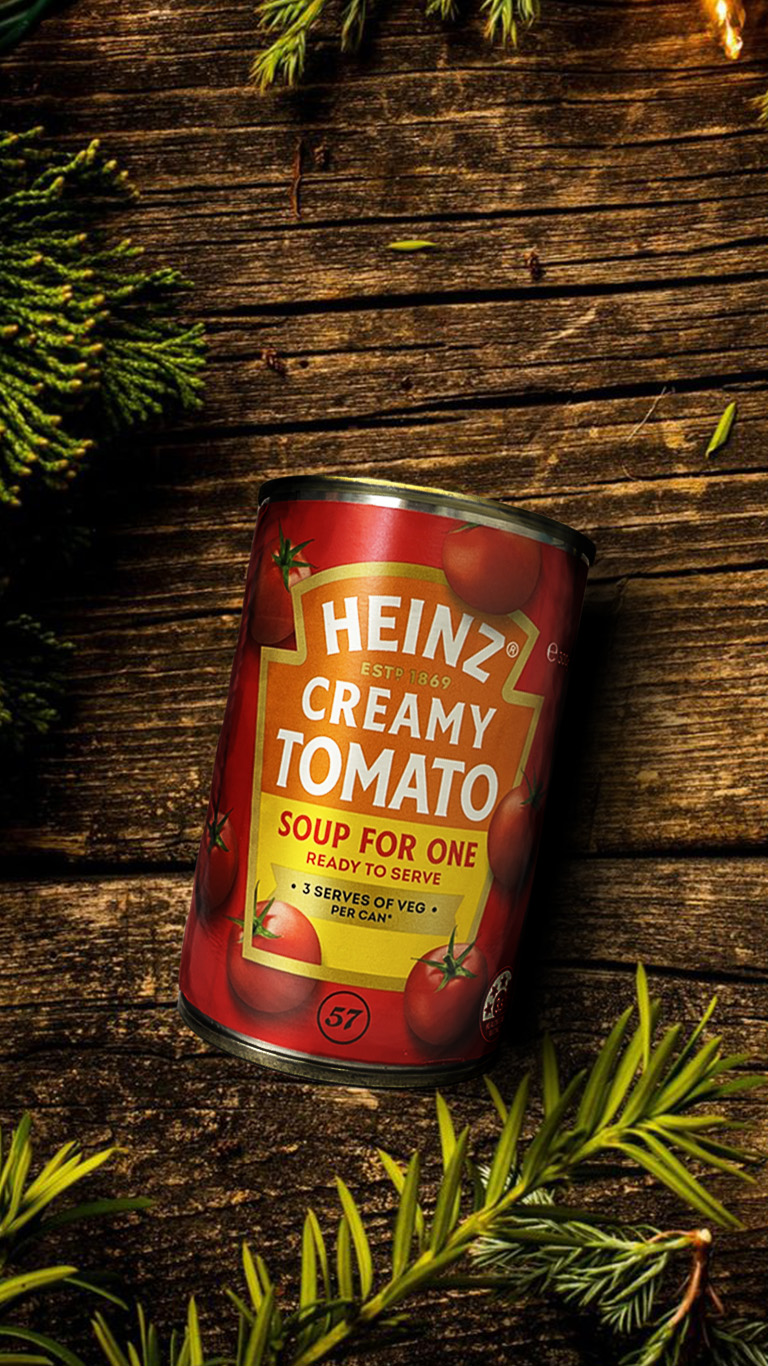 HEINZ®
ESTD 1869
CREAMY
TOMATO
SOUP FOR ONE
READY TO SERVE
• 3 SERVES OF VEG •
PER CAN*
57
e